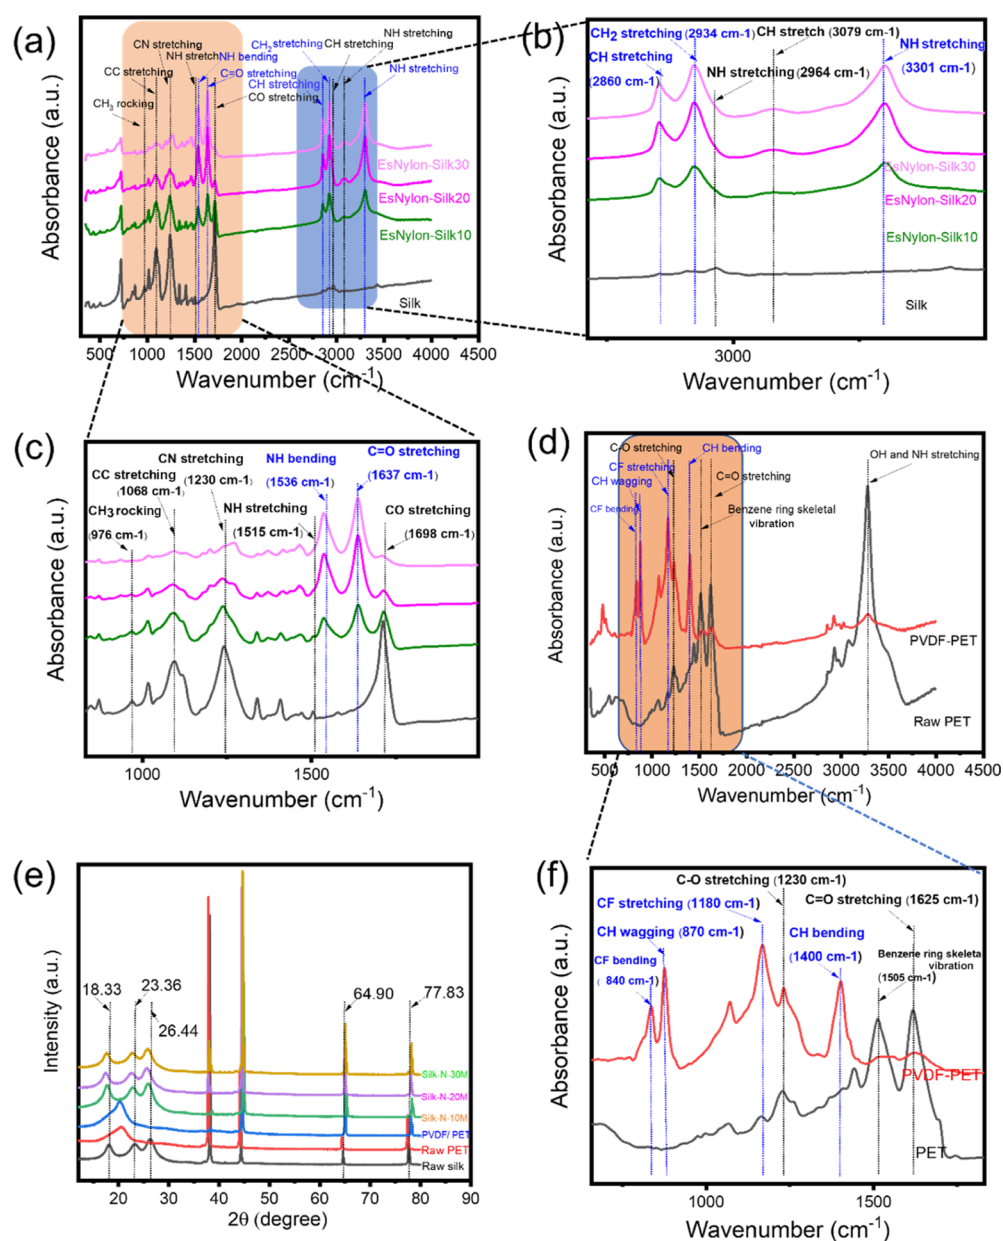 (a)
CN stretching
NH stretch
NH bending
CC stretching
C=O stretching
CH stretching
CO stretching
CH₃ rocking
CH₂ stretching
CH stretching
NH stretching
NH stretching
EsNylon-Silk30
EsNylon-Silk20
EsNylon-Silk10
Silk
Absorbance (a.u.)
500 1000 1500 2000 2500 3000 3500 4000 4500
Wavenumber (cm⁻¹)
(b)
CH₂ stretching (2934 cm-1)
CH stretch (3079 cm-1)
CH stretching
(2860 cm-1)
NH stretching (2964 cm-1)
NH stretching
(3301 cm-1)
EsNylon-Silk30
EsNylon-Silk20
EsNylon-Silk10
Silk
Absorbance (a.u.)
3000
Wavenumber (cm⁻¹)
(c)
CN stretching
(1230 cm-1)
CC stretching
(1068 cm-1)
CH₃ rocking
(976 cm-1)
NH stretching
(1515 cm-1)
NH bending
(1536 cm-1)
C=O stretching
(1637 cm-1)
CO stretching
(1698 cm-1)
Absorbance (a.u.)
1000 1500
Wavenumber (cm⁻¹)
(d)
C-O stretching
CF stretching
CH wagging
CF bending
CH bending
C=O stretching
Benzene ring skeletal
vibration
OH and NH stretching
PVDF-PET
Raw PET
Absorbance (a.u.)
500 1000 1500 2000 2500 3000 3500 4000 4500
Wavenumber (cm⁻¹)
(e)
18.33
23.36
26.44
64.90
77.83
Silk-N-30M
Silk-N-20M
Silk-N-10M
PVDF/ PET
Raw PET
Raw silk
Intensity (a.u.)
20 30 40 50 60 70 80 90
2θ (degree)
(f)
C-O stretching (1230 cm-1)
CF stretching (1180 cm-1)
C=O stretching (1625 cm-1)
CH wagging (870 cm-1)
CH bending
(1400 cm-1)
CF bending
( 840 cm-1)
Benzene ring skeletal
vibration
(1505 cm-1)
PVDF-PET
PET
Absorbance (a.u.)
1000 1500
Wavenumber (cm⁻¹)